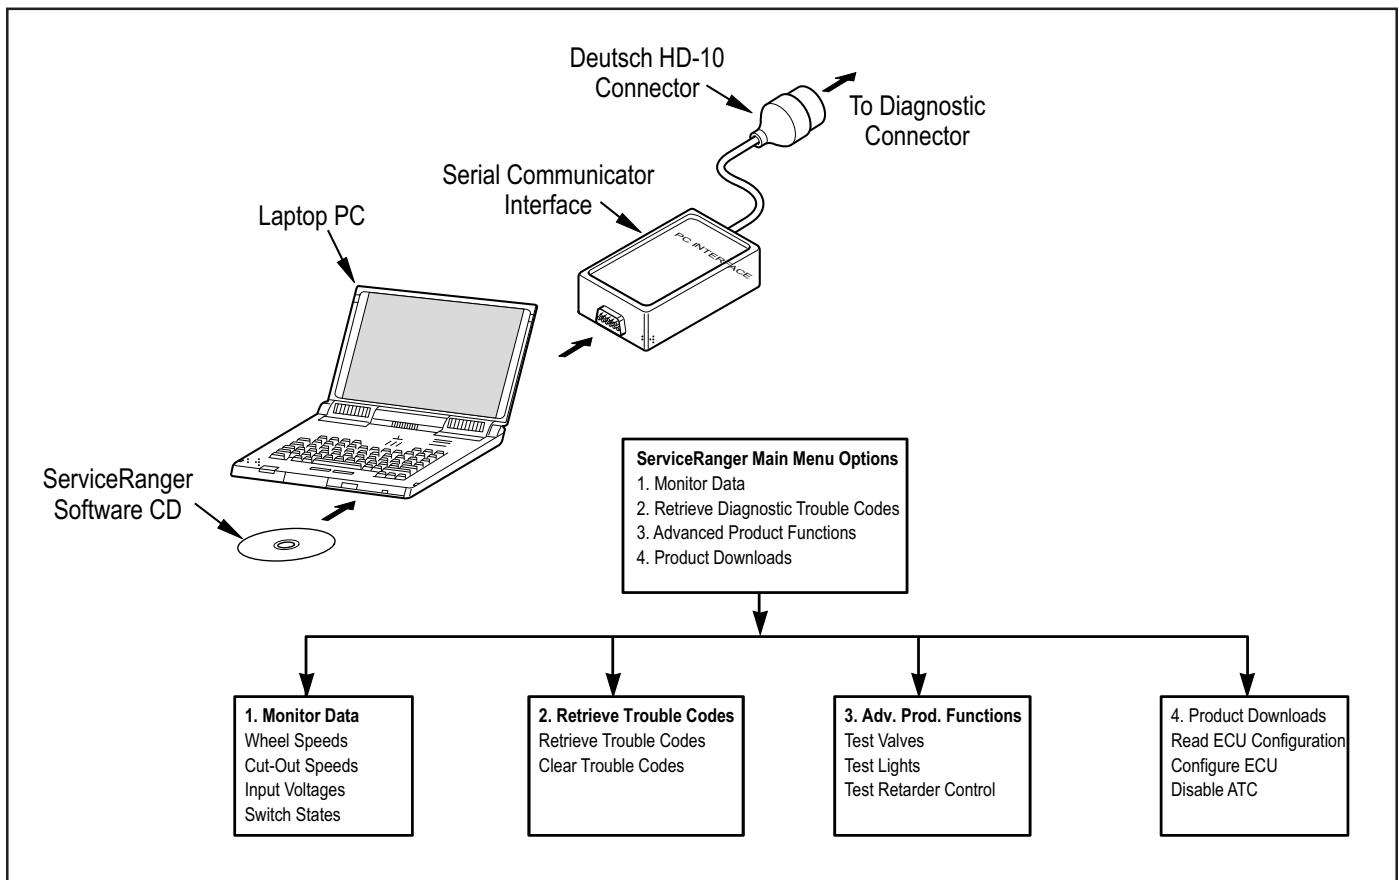 Deutsch HD-10
Connector
To Diagnostic
Connector
Serial Communicator
Interface
Laptop PC
PC INTERFACE
ServiceRanger
Software CD
ServiceRanger Main Menu Options
1. Monitor Data
2. Retrieve Diagnostic Trouble Codes
3. Advanced Product Functions
4. Product Downloads
1. Monitor Data
Wheel Speeds
Cut-Out Speeds
Input Voltages
Switch States
2. Retrieve Trouble Codes
Retrieve Trouble Codes
Clear Trouble Codes
3. Adv. Prod. Functions
Test Valves
Test Lights
Test Retarder Control
4. Product Downloads
Read ECU Configuration
Configure ECU
Disable ATC